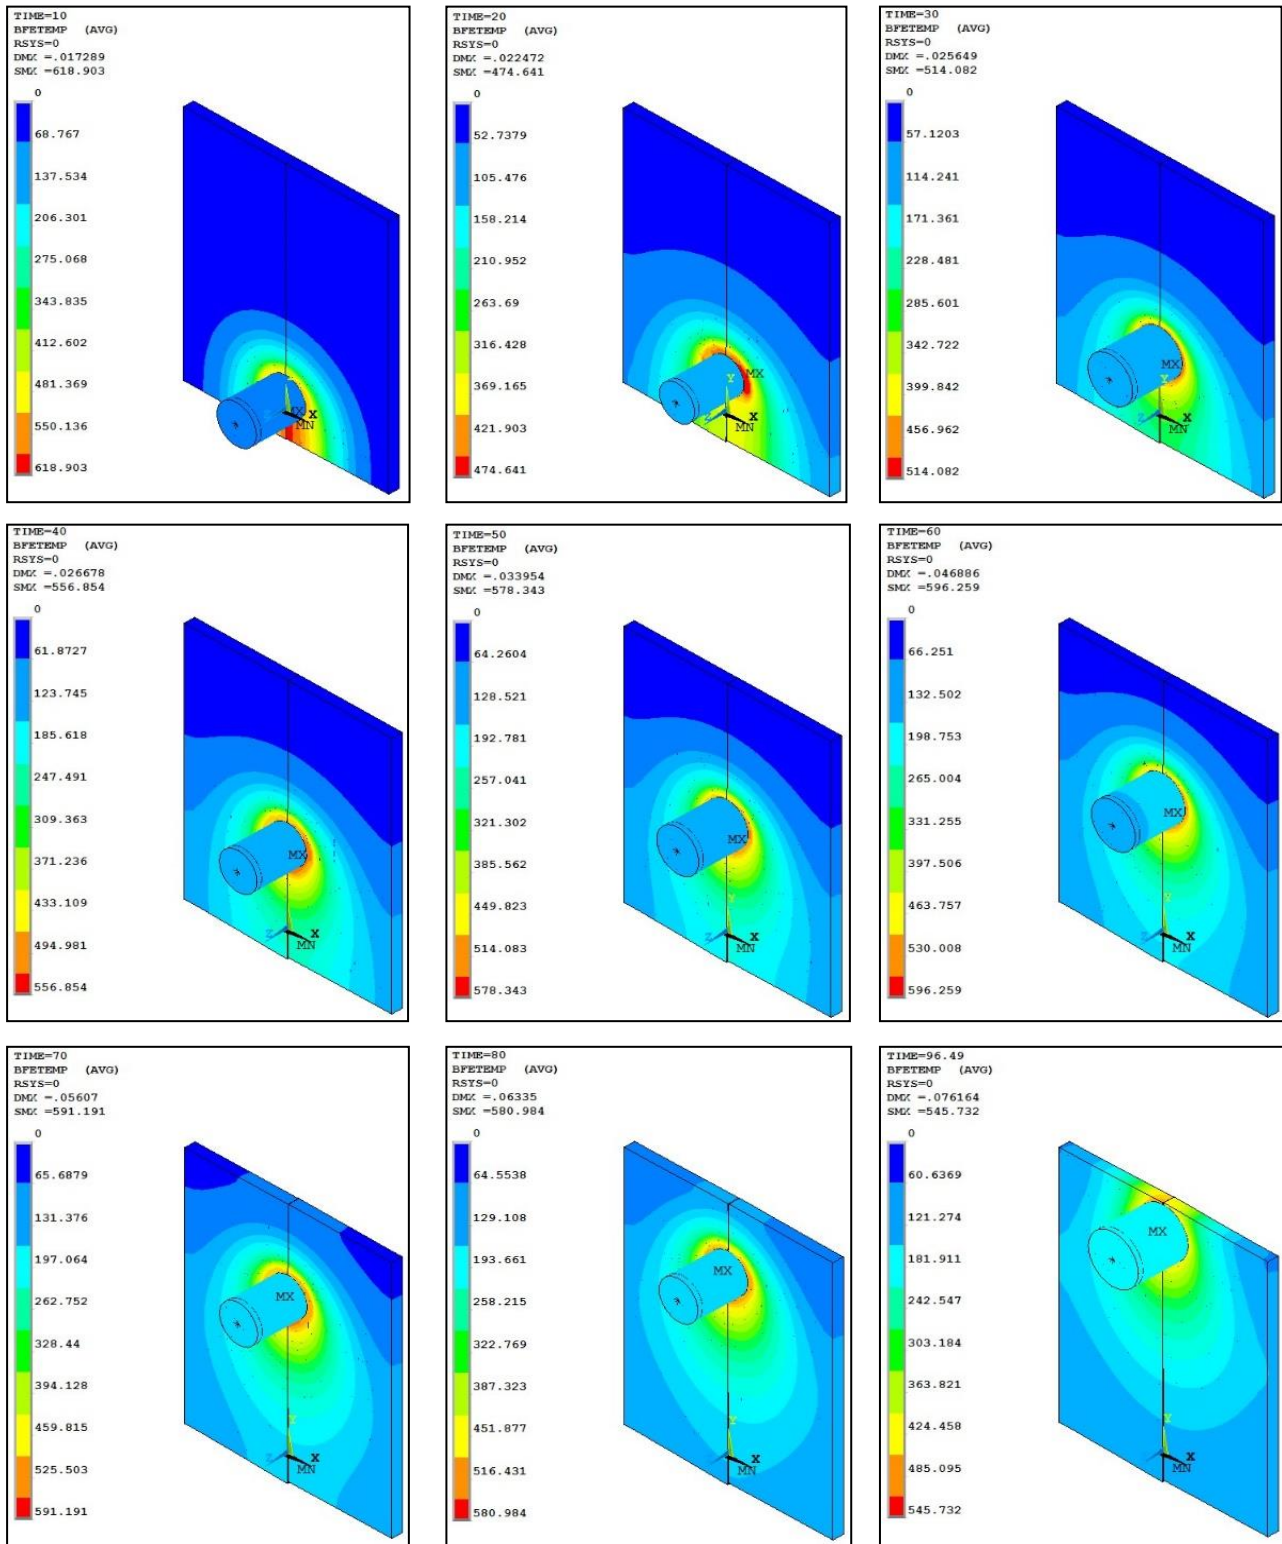 TIME=10
BFETEMP (AVG)
RSYS=0
DMX =.017289
SMX =618.903
0
68.767
137.534
206.301
275.068
343.835
412.602
481.369
550.136
618.903
X
MN
TIME=20
BFETEMP (AVG)
RSYS=0
DMX =.022472
SMX =474.641
0
52.7379
105.476
158.214
210.952
263.69
316.428
369.165
421.903
474.641
MX
Y
Z
X
MN
TIME=30
BFETEMP (AVG)
RSYS=0
DMX =.025649
SMX =514.082
0
57.1203
114.241
171.361
228.481
285.601
342.722
399.842
456.962
514.082
MX
Y
Z
X
MN
TIME=40
BFETEMP (AVG)
RSYS=0
DMX =.026678
SMX =556.854
0
61.8727
123.745
185.618
247.491
309.363
371.236
433.109
494.981
556.854
MX
Y
Z
X
MN
TIME=50
BFETEMP (AVG)
RSYS=0
DMX =.033954
SMX =578.343
0
64.2604
128.521
192.781
257.041
321.302
385.562
449.823
514.083
578.343
MX
Y
Z
X
MN
TIME=60
BFETEMP (AVG)
RSYS=0
DMX =.046886
SMX =596.259
0
66.251
132.502
198.753
265.004
331.255
397.506
463.757
530.008
596.259
MX
Y
Z
X
MN
TIME=70
BFETEMP (AVG)
RSYS=0
DMX =.05607
SMX =591.191
0
65.6879
131.376
197.064
262.752
328.44
394.128
459.815
525.503
591.191
MX
Y
Z
X
MN
TIME=80
BFETEMP (AVG)
RSYS=0
DMX =.06335
SMX =580.984
0
64.5538
129.108
193.661
258.215
322.769
387.323
451.877
516.431
580.984
MX
Y
Z
X
MN
TIME=96.49
BFETEMP (AVG)
RSYS=0
DMX =.076164
SMX =545.732
0
60.6369
121.274
181.911
242.547
303.184
363.821
424.458
485.095
545.732
MX
Y
Z
X
MN